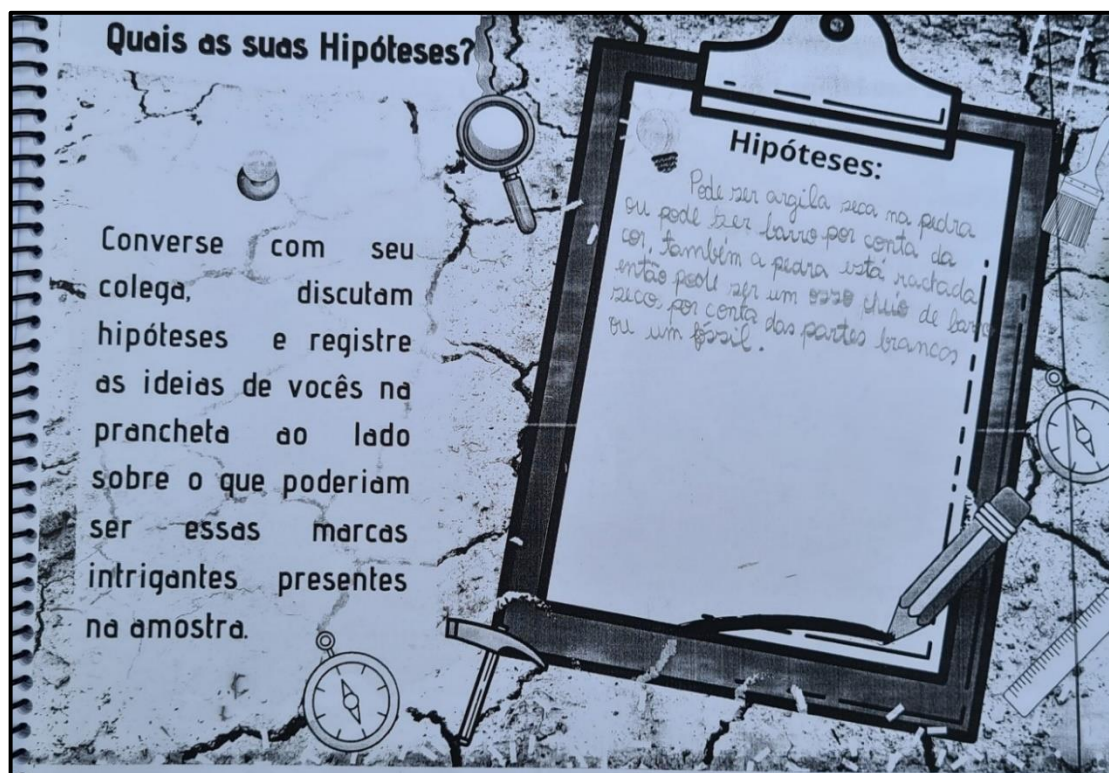 Quais as suas Hipóteses?
Converse com seu
colega, discutam
hipóteses e registre
as ideias de vocês na
prancheta ao lado
sobre o que poderiam
ser essas marcas
intrigantes presentes
na amostra.
Hipóteses:
Pode ser argila seca na pedra
ou pode ser barro por conta da
cor, também a pedra está rachada
então pode ser um osso cheio de barro
seco, por conta das partes brancas
ou um fóssil.